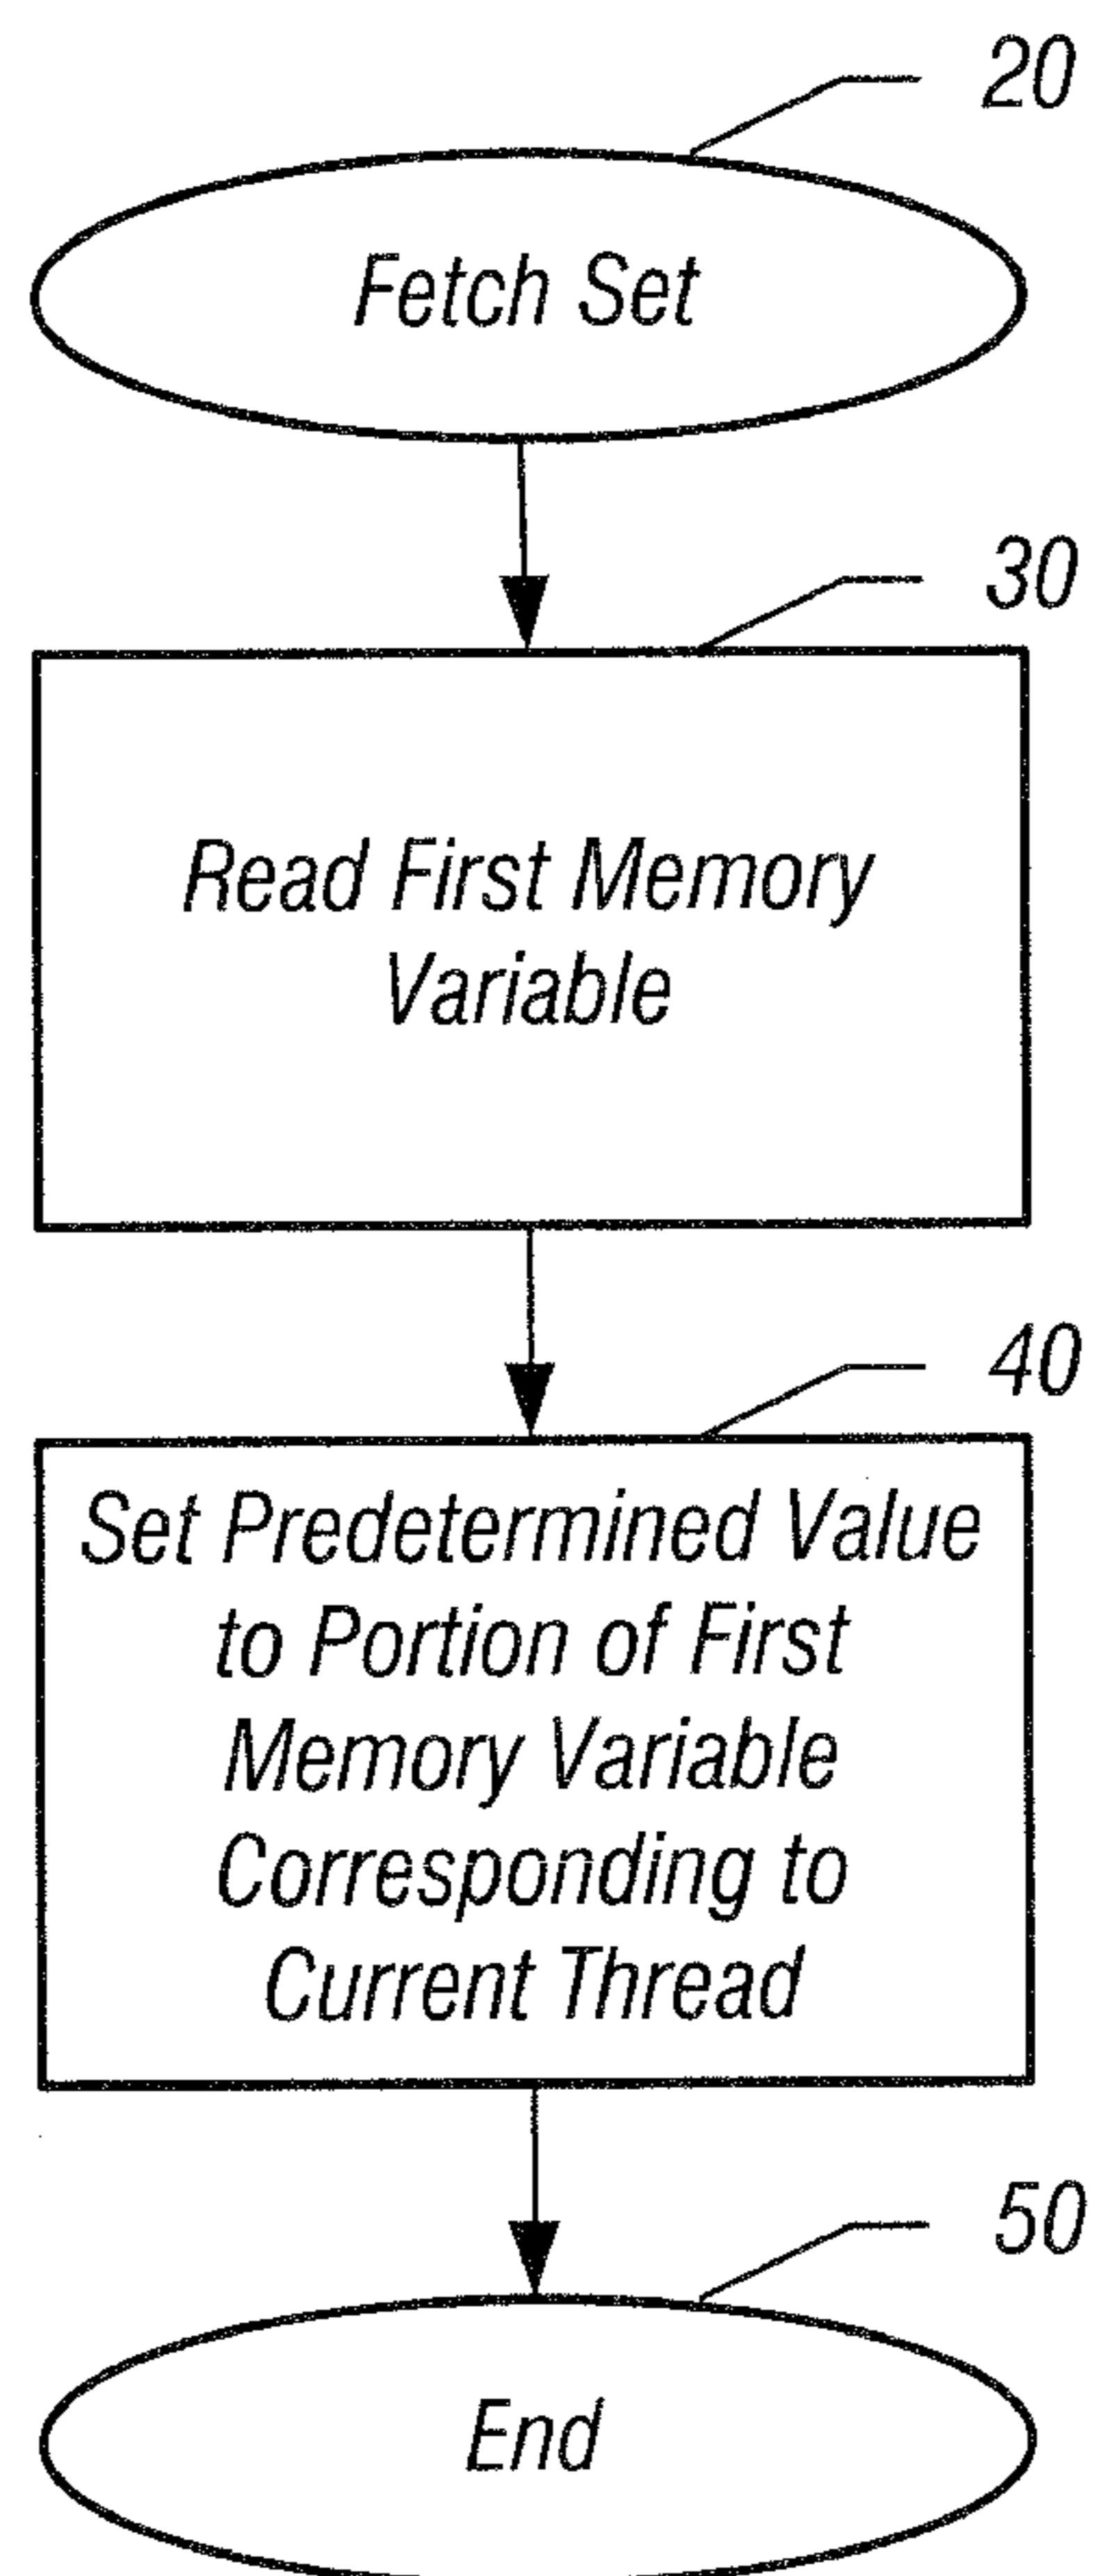 20
Fetch Set
30
Read First Memory
Variable
40
Set Predetermined Value
to Portion of First
Memory Variable
Corresponding to
Current Thread
50
End